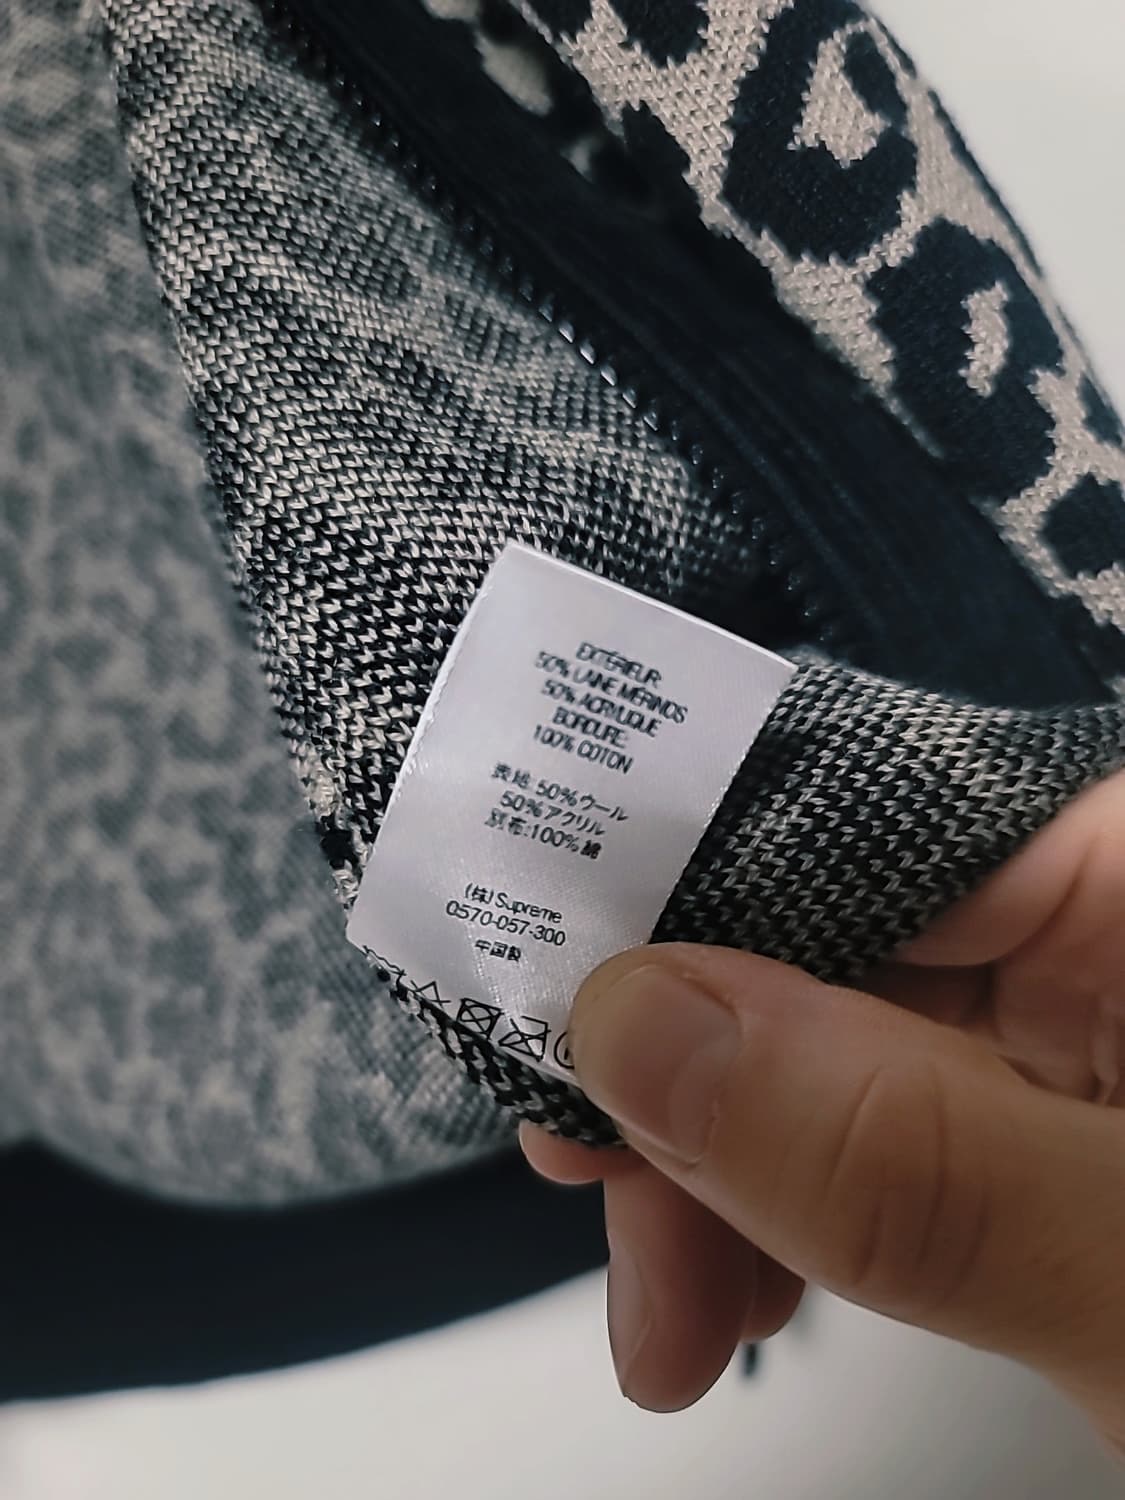 EXTÉRIEUR:
50% LAINE MÉRINOS
50% ACRYLIQUE
BORDURE:
100% COTON
表地:50%ウール
50%アクリル
別布:100%綿
(株)Supreme
0570-057-300
中国製